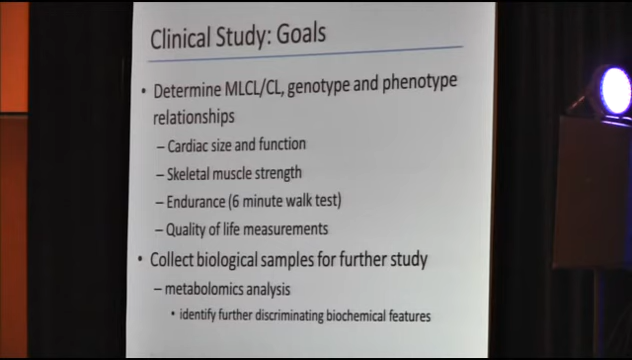 Clinical Study: Goals
• Determine MLCL/CL, genotype and phenotype
relationships
– Cardiac size and function
– Skeletal muscle strength
– Endurance (6 minute walk test)
– Quality of life measurements
• Collect biological samples for further study
– metabolomics analysis
• identify further discriminating biochemical features